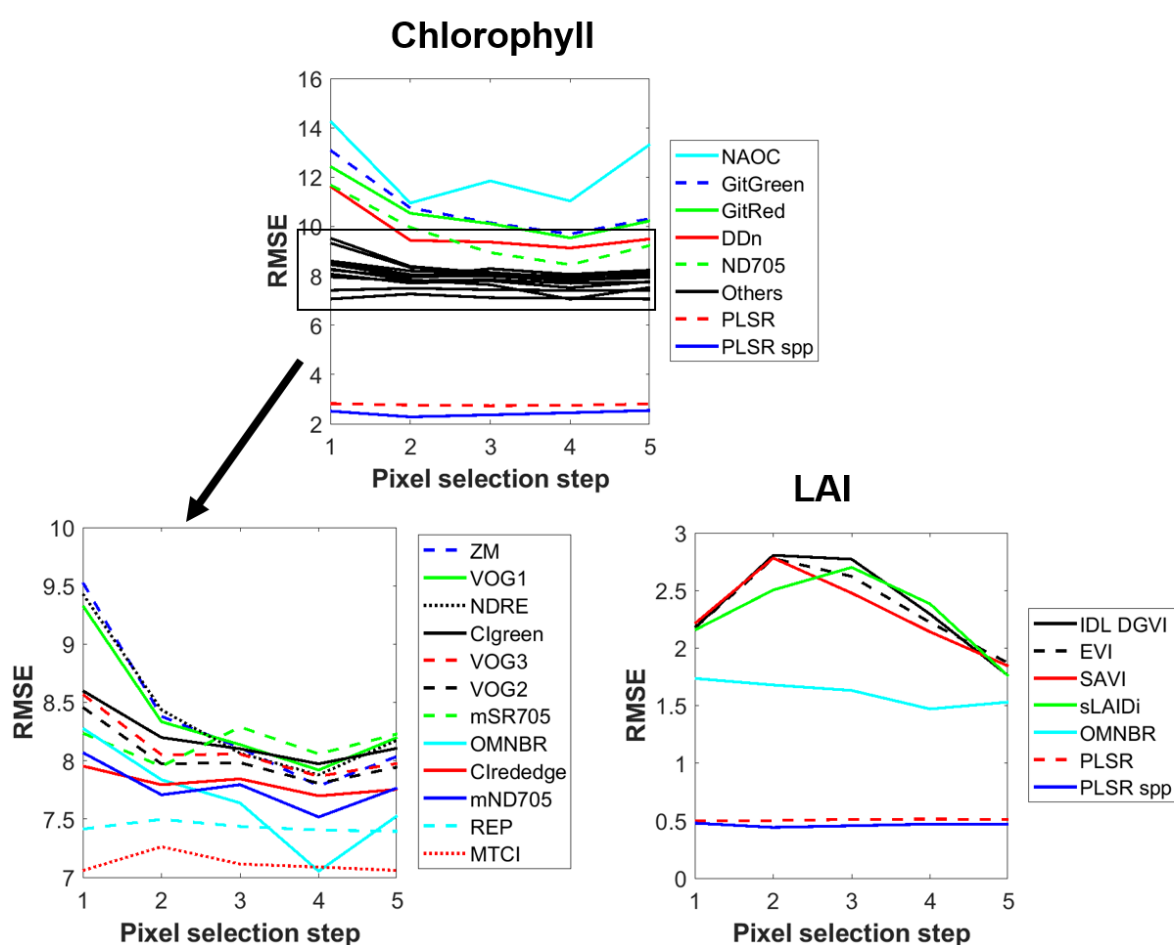 Chlorophyll
16
14
12
10
8
6
4
2
RMSE
1 2 3 4 5
Pixel selection step
NAOC
GitGreen
GitRed
DDn
ND705
Others
PLSR
PLSR spp
10
9.5
9
8.5
8
7.5
7
RMSE
1 2 3 4 5
Pixel selection step
ZM
VOG1
NDRE
CIgreen
VOG3
VOG2
mSR705
OMNBR
CIrededge
mND705
REP
MTCI
LAI
3
2.5
2
1.5
1
0.5
0
RMSE
1 2 3 4 5
Pixel selection step
IDL DGVI
EVI
SAVI
sLAIDi
OMNBR
PLSR
PLSR spp